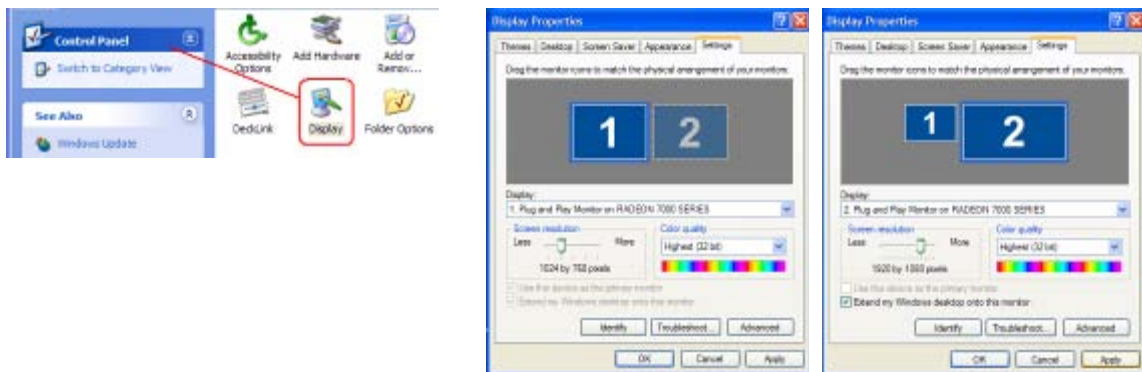 Control Panel
Switch to Category View
See Also
Windows Update
Accessibility Options
Add Hardware
Add or Remov...
DeckLink
Display
Folder Options
Display Properties
Themes Desktop Screen Saver Appearance Settings
Drag the monitor icons to match the physical arrangement of your monitors.
1 2
Display:
1. Plug and Play Monitor on RADEON 7000 SERIES
Screen resolution
Less More
1024 by 768 pixels
Color quality
Highest (32 bit)
Use this device as the primary monitor
Extend my Windows desktop onto this monitor
Identify Troubleshoot... Advanced
OK Cancel Apply
Display Properties
Themes Desktop Screen Saver Appearance Settings
Drag the monitor icons to match the physical arrangement of your monitors.
1 2
Display:
2. Plug and Play Monitor on RADEON 7000 SERIES
Screen resolution
Less More
1920 by 1080 pixels
Color quality
Highest (32 bit)
Use this device as the primary monitor
Extend my Windows desktop onto this monitor
Identify Troubleshoot... Advanced
OK Cancel Apply